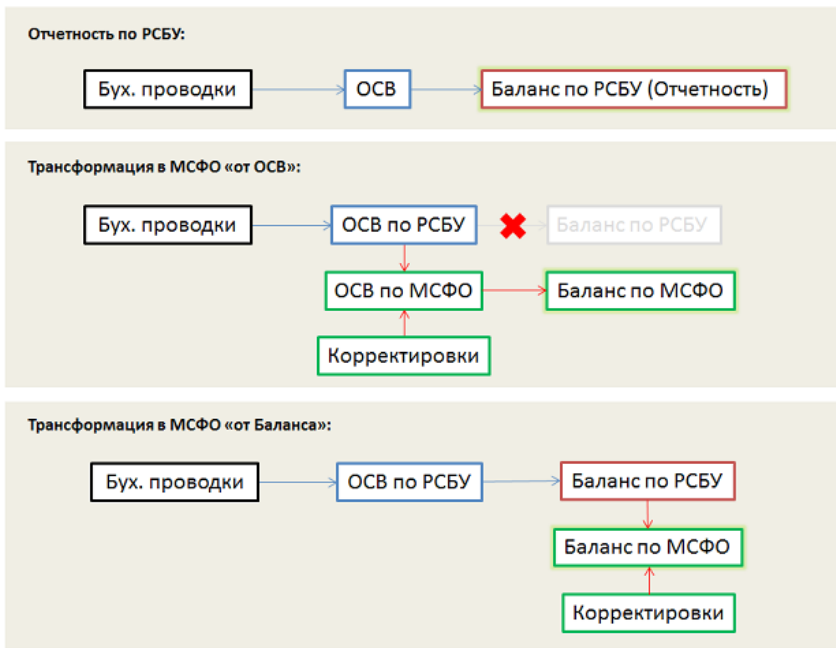 Отчетность по РСБУ:
Бух. проводки
ОСВ
Баланс по РСБУ (Отчетность)
Трансформация в МСФО «от ОСВ»:
Бух. проводки
ОСВ по РСБУ
Баланс по РСБУ
ОСВ по МСФО
Баланс по МСФО
Корректировки
Трансформация в МСФО «от Баланса»:
Бух. проводки
ОСВ по РСБУ
Баланс по РСБУ
Баланс по МСФО
Корректировки